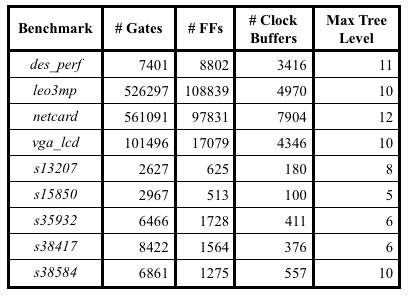 Benchmark # Gates # FFs # Clock Buffers Max Tree Level
des_perf 7401 8802 3416 11
leo3mp 526297 108839 4970 10
netcard 561091 97831 7904 12
vga_lcd 101496 17079 4346 10
s13207 2627 625 180 8
s15850 2967 513 100 5
s35932 6466 1728 411 6
s38417 8422 1564 376 6
s38584 6861 1275 557 10